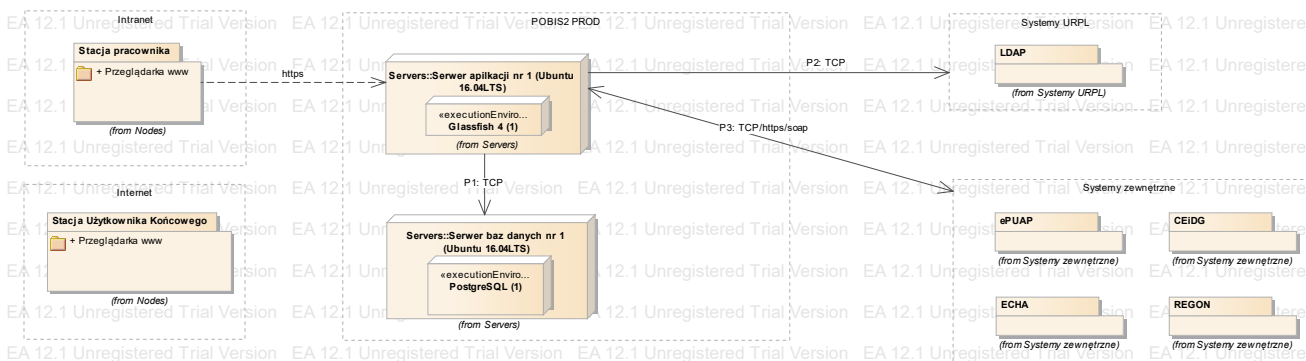 Intranet
Stacja pracownika
+ Przeglądarka www
(from Nodes)
https
Internet
Stacja Użytkownika Końcowego
+ Przeglądarka www
(from Nodes)
POBIS2 PROD
Servers::Serwer apilkacji nr 1 (Ubuntu
16.04LTS)
«executionEnviro...
Glassfish 4 (1)
(from Servers)
P1: TCP
Servers::Serwer baz danych nr 1
(Ubuntu 16.04LTS)
«executionEnviro...
PostgreSQL (1)
(from Servers)
P2: TCP
P3: TCP/https/soap
Systemy URPL
LDAP
(from Systemy URPL)
Systemy zewnętrzne
ePUAP
(from Systemy zewnętrzne)
CEiDG
(from Systemy zewnętrzne)
ECHA
(from Systemy zewnętrzne)
REGON
(from Systemy zewnętrzne)
EA 12.1 Unregistered Trial Version